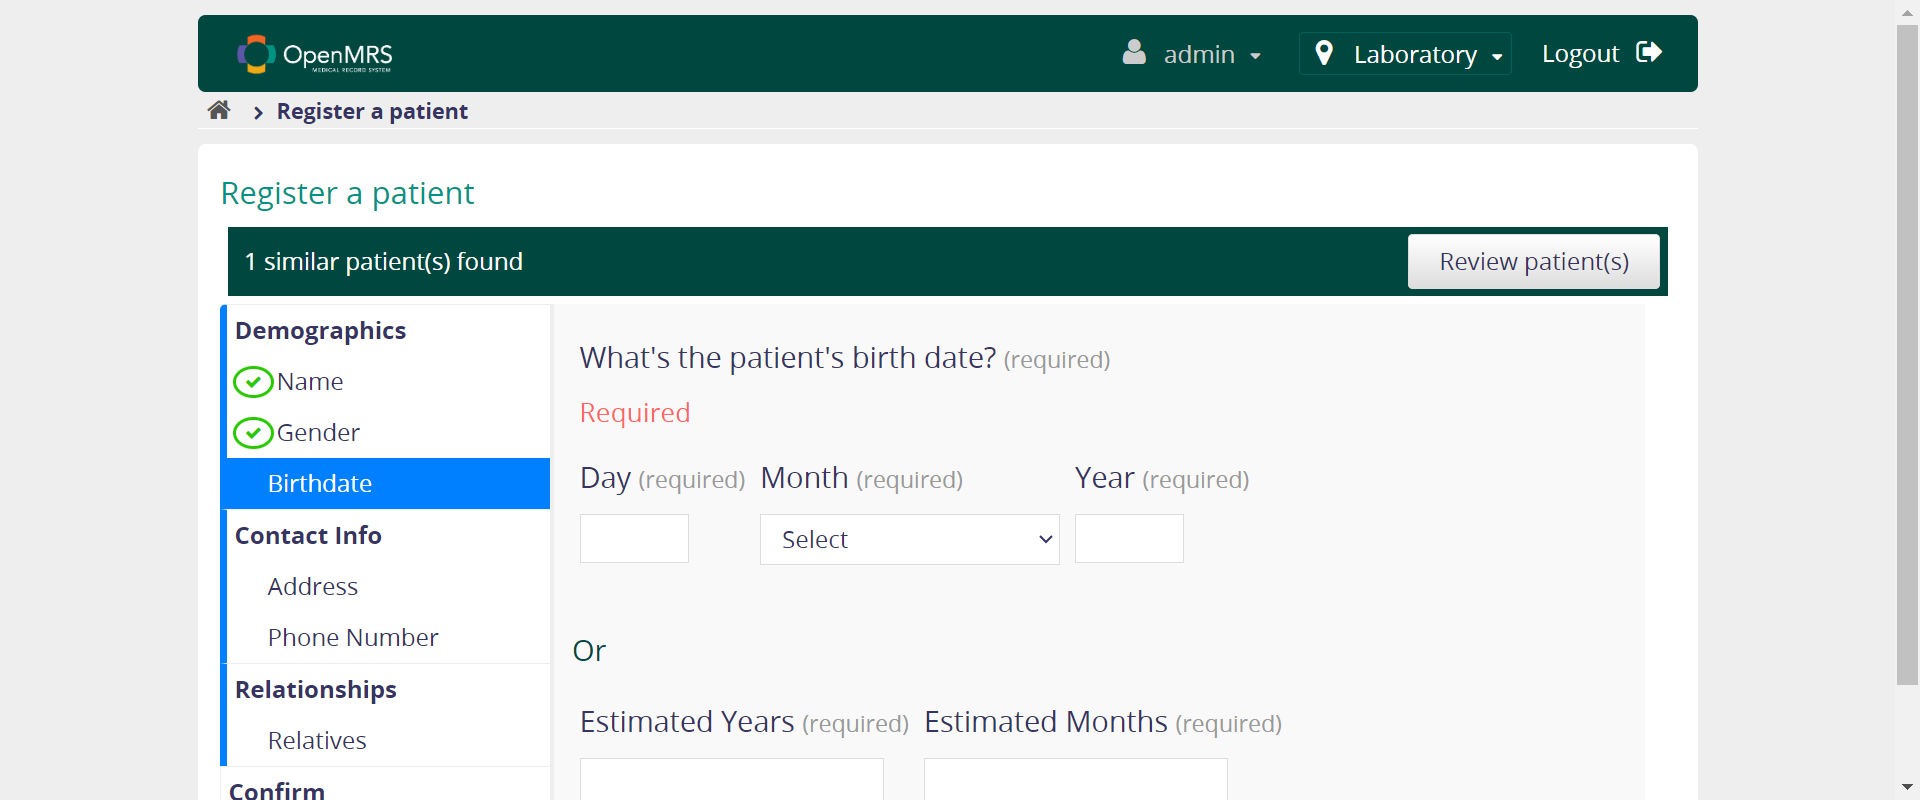 OpenMRS
MEDICAL RECORD SYSTEM
admin
Laboratory
Logout
Register a patient
Register a patient
1 similar patient(s) found
Review patient(s)
Demographics
Name
Gender
Birthdate
Contact Info
Address
Phone Number
Relationships
Relatives
Confirm
What's the patient's birth date? (required)
Required
Day (required) Month (required) Year (required)
Select
Or
Estimated Years (required) Estimated Months (required)